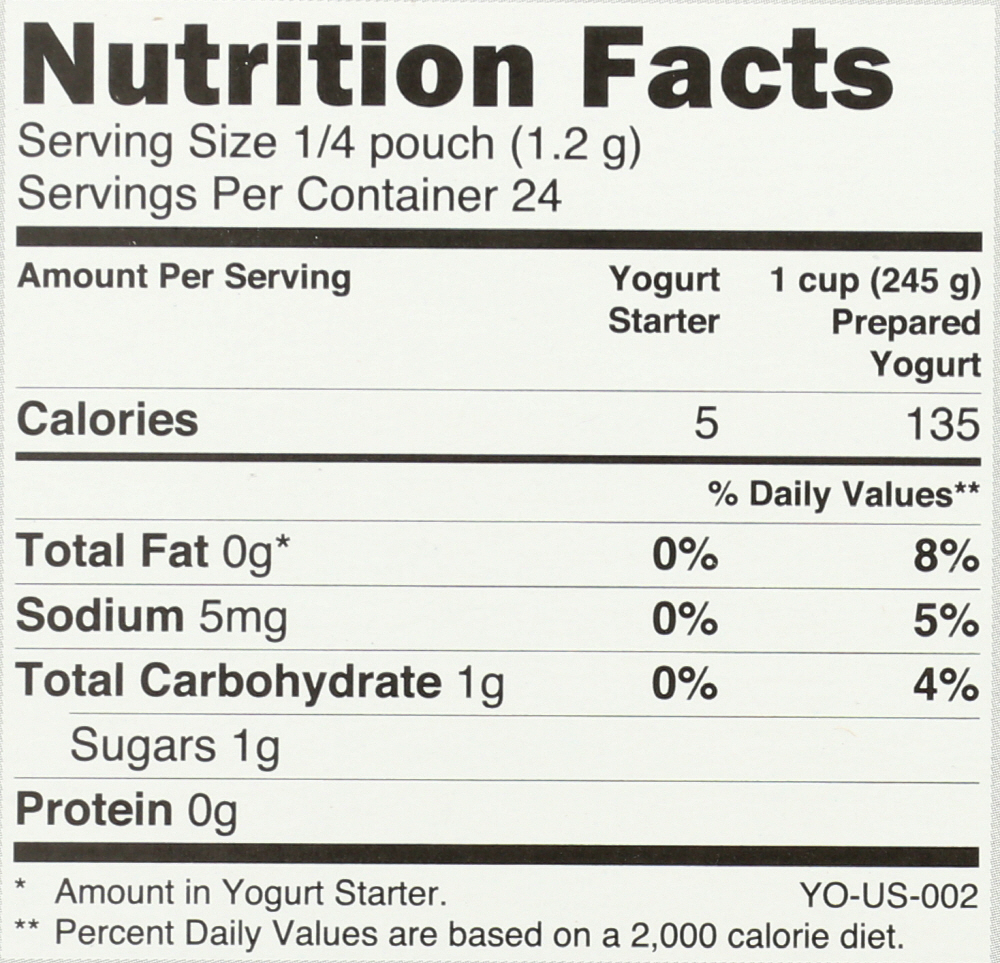 Nutrition Facts
Serving Size 1/4 pouch (1.2 g)
Servings Per Container 24
Amount Per Serving Yogurt Starter 1 cup (245 g) Prepared Yogurt
Calories 5 135
% Daily Values**
Total Fat 0g* 0% 8%
Sodium 5mg 0% 5%
Total Carbohydrate 1g 0% 4%
Sugars 1g
Protein 0g
* Amount in Yogurt Starter. YO-US-002
** Percent Daily Values are based on a 2,000 calorie diet.